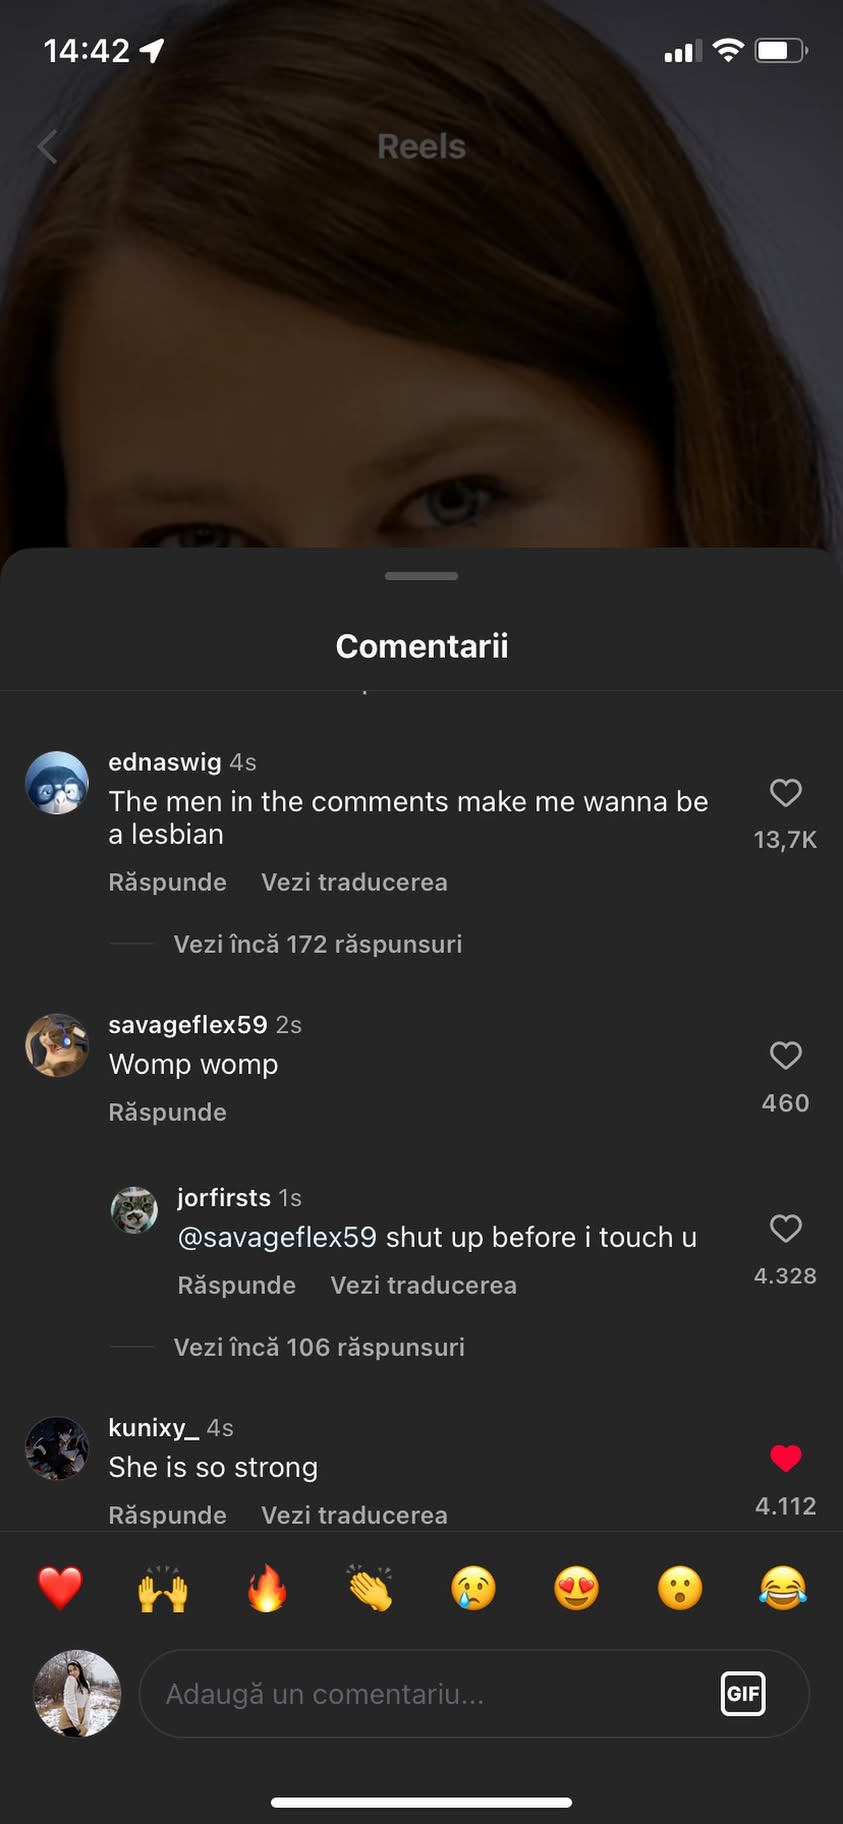 14:42
Reels
Comentarii
ednaswig 4s
The men in the comments make me wanna be
a lesbian
13,7K
Răspunde Vezi traducerea
Vezi încă 172 răspunsuri
savageflex59 2s
Womp womp
460
Răspunde
jorfirsts 1s
@savageflex59 shut up before i touch u
4.328
Răspunde Vezi traducerea
Vezi încă 106 răspunsuri
kunixy_ 4s
She is so strong
4.112
Răspunde Vezi traducerea
Adaugă un comentariu...
GIF